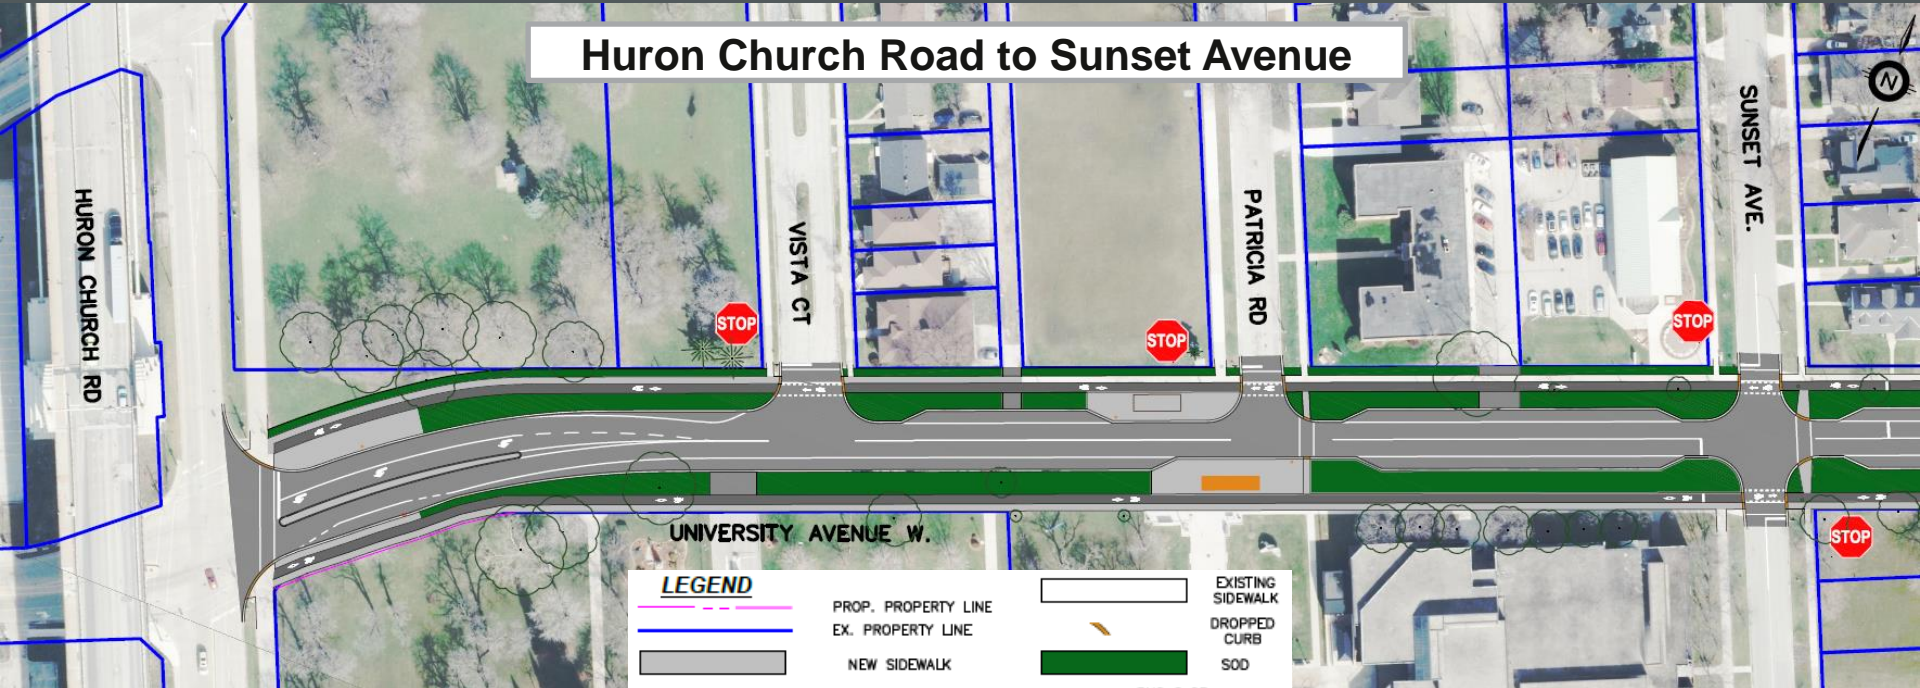 Huron Church Road to Sunset Avenue
N
SUNSET AVE.
HURON CHURCH RD
VISTA CT
PATRICIA RD
STOP
STOP
STOP
UNIVERSITY AVENUE W.
STOP
LEGEND
PROP. PROPERTY LINE
EX. PROPERTY LINE
NEW SIDEWALK
EXISTING
SIDEWALK
DROPPED
CURB
SOD